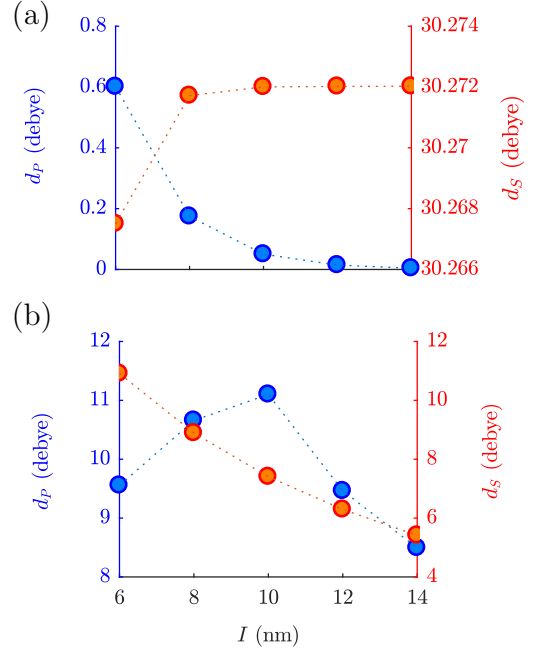 (a)
0.8
0.6
0.4
0.2
0
d_P (debye)
30.274
30.272
30.27
30.268
30.266
d_S (debye)
(b)
12
11
10
9
8
d_P (debye)
12
10
8
6
4
d_S (debye)
6 8 10 12 14
I (nm)